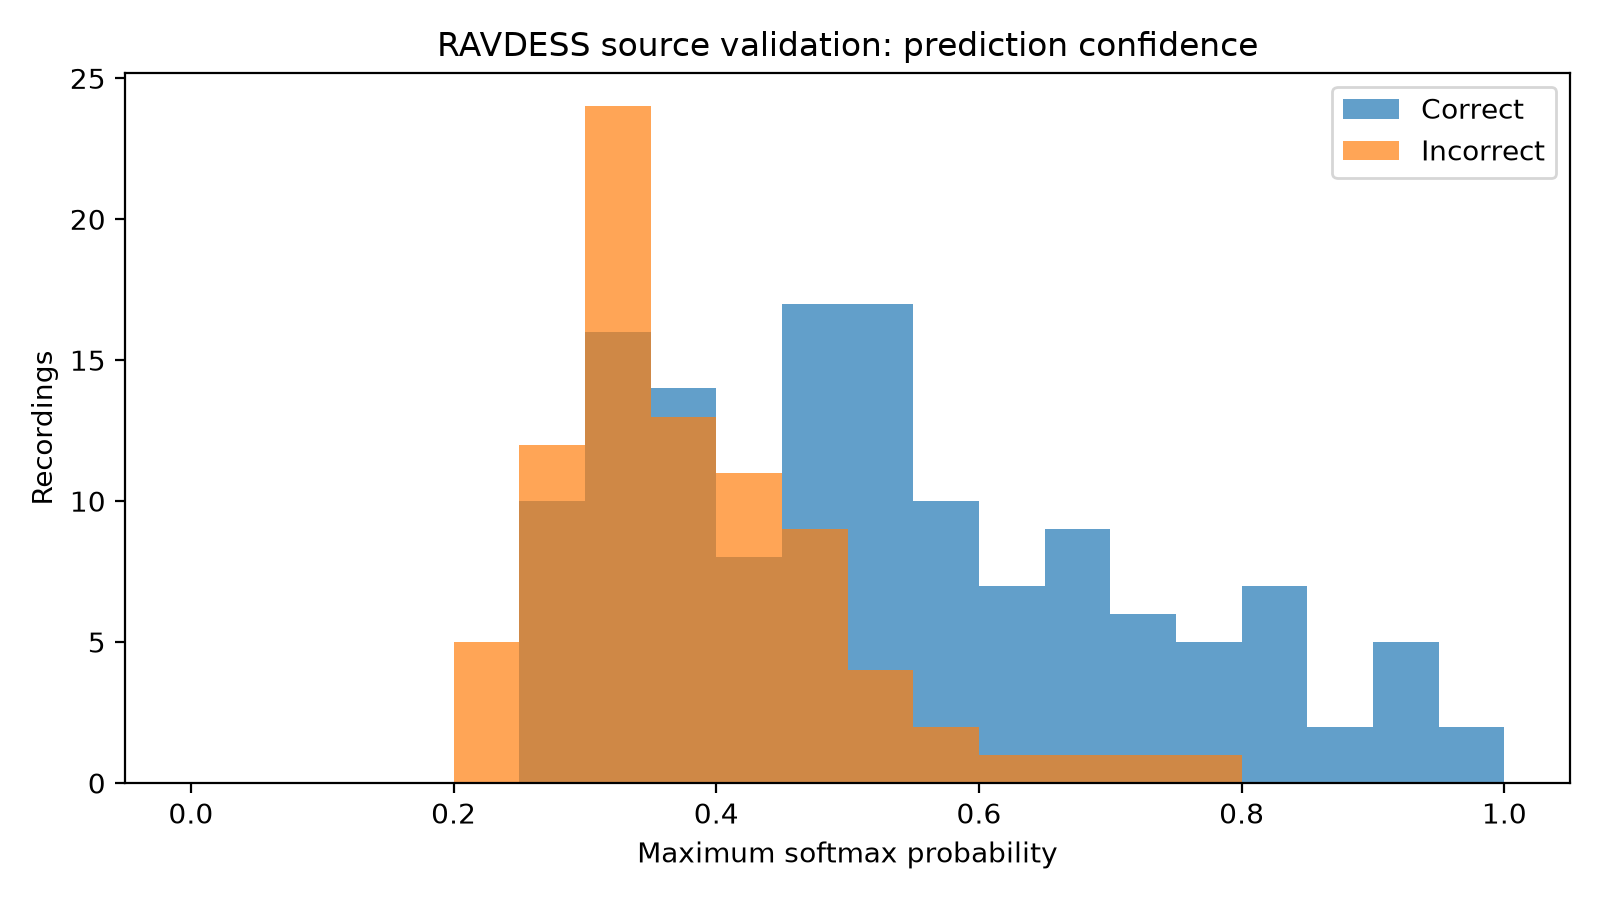 RAVDESS source validation: prediction confidence
25
20
15
10
5
0
Recordings
Correct
Incorrect
0.0 0.2 0.4 0.6 0.8 1.0
Maximum softmax probability